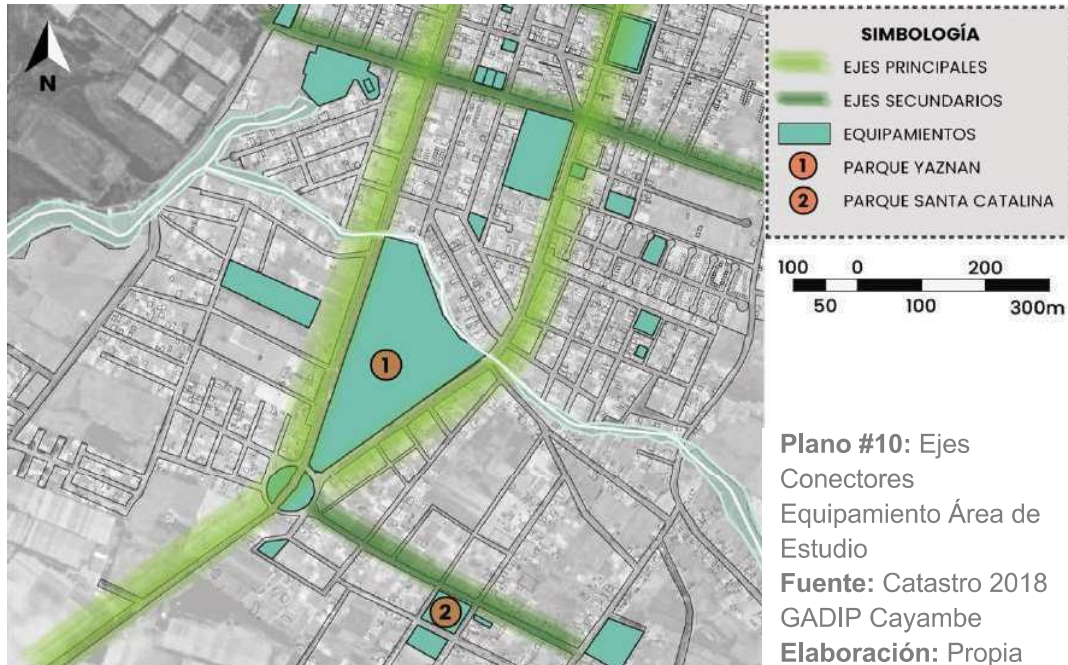 N
1
2
SIMBOLOGÍA
EJES PRINCIPALES
EJES SECUNDARIOS
EQUIPAMIENTOS
1 PARQUE YAZNAN
2 PARQUE SANTA CATALINA
100 0 200
50 100 300m
Plano #10: Ejes
Conectores
Equipamiento Área de
Estudio
Fuente: Catastro 2018
GADIP Cayambe
Elaboración: Propia